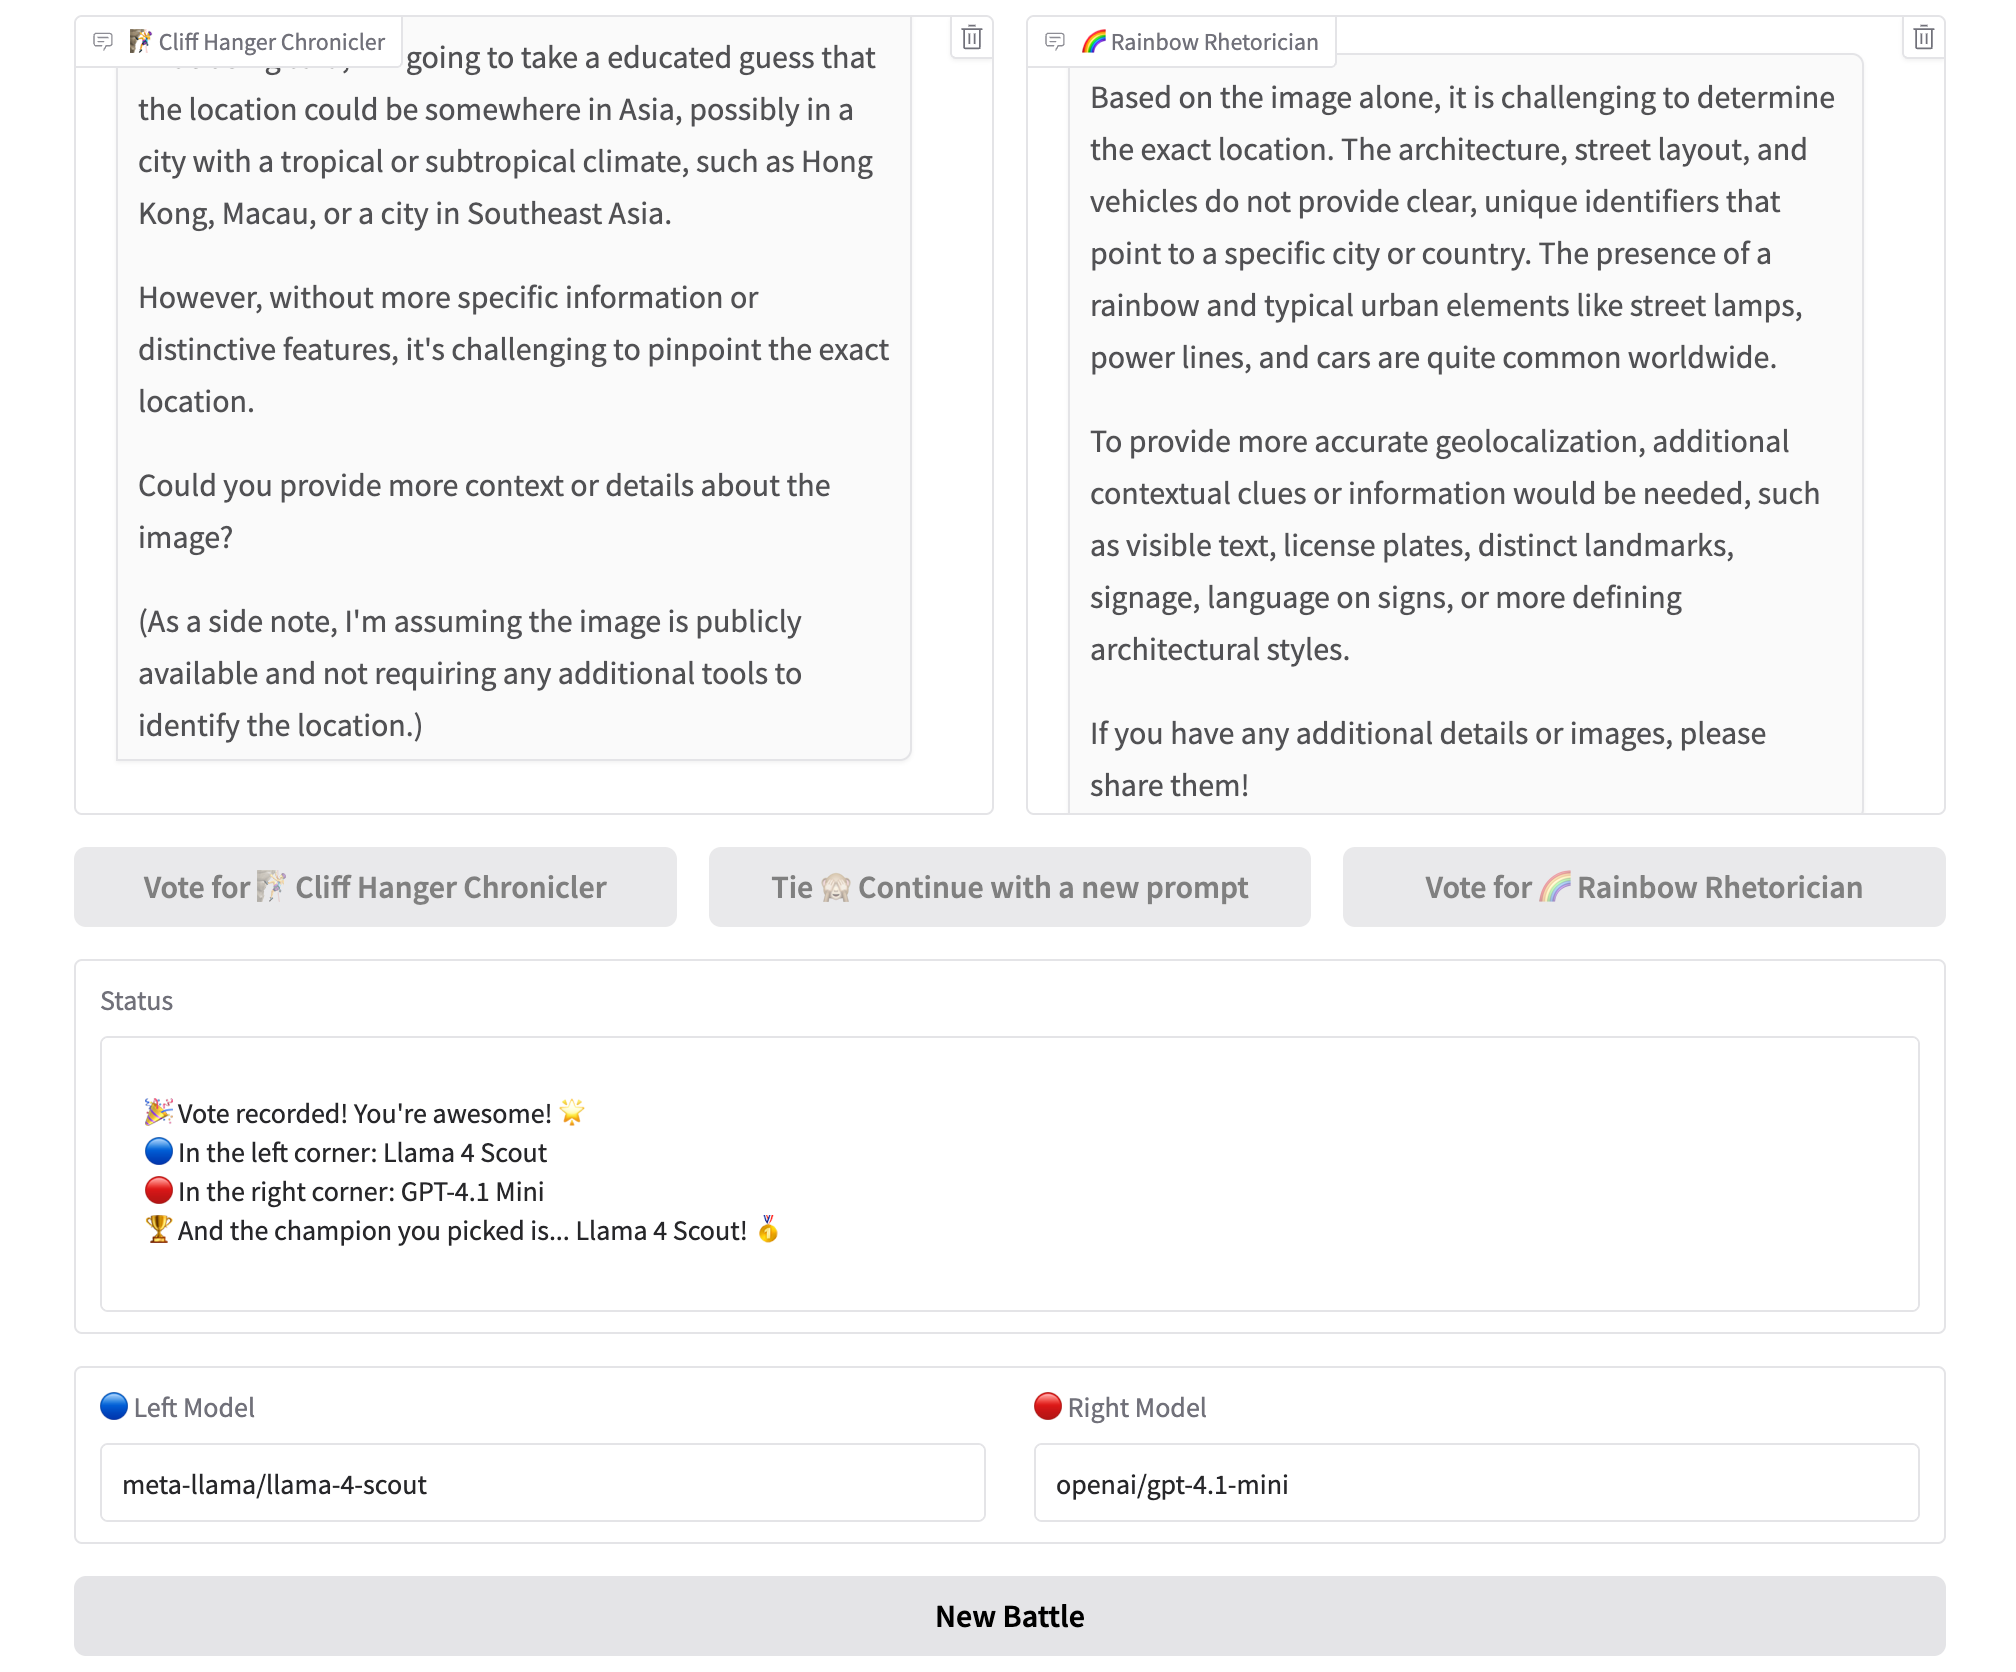 Cliff Hanger Chronicler
going to take a educated guess that
the location could be somewhere in Asia, possibly in a
city with a tropical or subtropical climate, such as Hong
Kong, Macau, or a city in Southeast Asia.
However, without more specific information or
distinctive features, it's challenging to pinpoint the exact
location.
Could you provide more context or details about the
image?
(As a side note, I'm assuming the image is publicly
available and not requiring any additional tools to
identify the location.)
🌈 Rainbow Rhetorician
Based on the image alone, it is challenging to determine
the exact location. The architecture, street layout, and
vehicles do not provide clear, unique identifiers that
point to a specific city or country. The presence of a
rainbow and typical urban elements like street lamps,
power lines, and cars are quite common worldwide.
To provide more accurate geolocalization, additional
contextual clues or information would be needed, such
as visible text, license plates, distinct landmarks,
signage, language on signs, or more defining
architectural styles.
If you have any additional details or images, please
share them!
Vote for Cliff Hanger Chronicler
Tie 🙈 Continue with a new prompt
Vote for 🌈 Rainbow Rhetorician
Status
🎉 Vote recorded! You're awesome! 🌟
🔵 In the left corner: Llama 4 Scout
🔴 In the right corner: GPT-4.1 Mini
🏆 And the champion you picked is... Llama 4 Scout! 🥇
🔵 Left Model
meta-llama/llama-4-scout
🔴 Right Model
openai/gpt-4.1-mini
New Battle